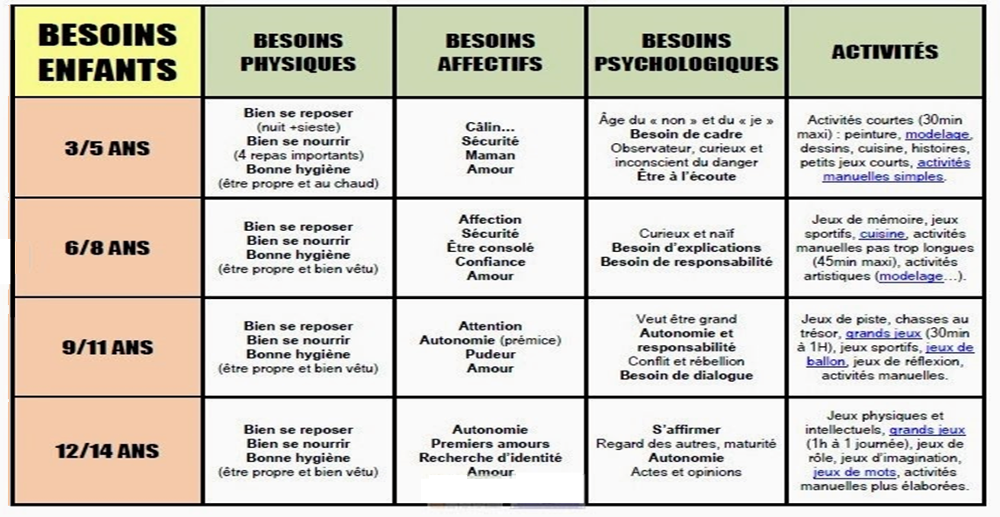 BESOINS
ENFANTS
BESOINS
PHYSIQUES
BESOINS
AFFECTIFS
BESOINS
PSYCHOLOGIQUES
ACTIVITÉS
3/5 ANS
Bien se reposer
(nuit +sieste)
Bien se nourrir
(4 repas importants)
Bonne hygiène
(être propre et au chaud)
Câlin...
Sécurité
Maman
Amour
Âge du « non » et du « je »
Besoin de cadre
Observateur, curieux et
inconscient du danger
Être à l'écoute
Activités courtes (30min
maxi) : peinture, modelage,
dessins, cuisine, histoires,
petits jeux courts, activités
manuelles simples.
6/8 ANS
Bien se reposer
Bien se nourrir
Bonne hygiène
(être propre et bien vêtu)
Affection
Sécurité
Être consolé
Confiance
Amour
Curieux et naïf
Besoin d'explications
Besoin de responsabilité
Jeux de mémoire, jeux
sportifs, cuisine, activités
manuelles pas trop longues
(45min maxi), activités
artistiques (modelage...).
9/11 ANS
Bien se reposer
Bien se nourrir
Bonne hygiène
(être propre et bien vêtu)
Attention
Autonomie (prémice)
Pudeur
Amour
Veut être grand
Autonomie et
responsabilité
Conflit et rébellion
Besoin de dialogue
Jeux de piste, chasses au
trésor, grands jeux (30min
à 1H), jeux sportifs, jeux de
ballon, jeux de réflexion,
activités manuelles.
12/14 ANS
Bien se reposer
Bien se nourrir
Bonne hygiène
(être propre et bien vêtu)
Autonomie
Premiers amours
Recherche d'identité
Amour
S'affirmer
Regard des autres, maturité
Autonomie
Actes et opinions
Jeux physiques et
intellectuels, grands jeux
(1h à 1 journée), jeux de
rôle, jeux d'imagination,
jeux de mots, activités
manuelles plus élaborées.